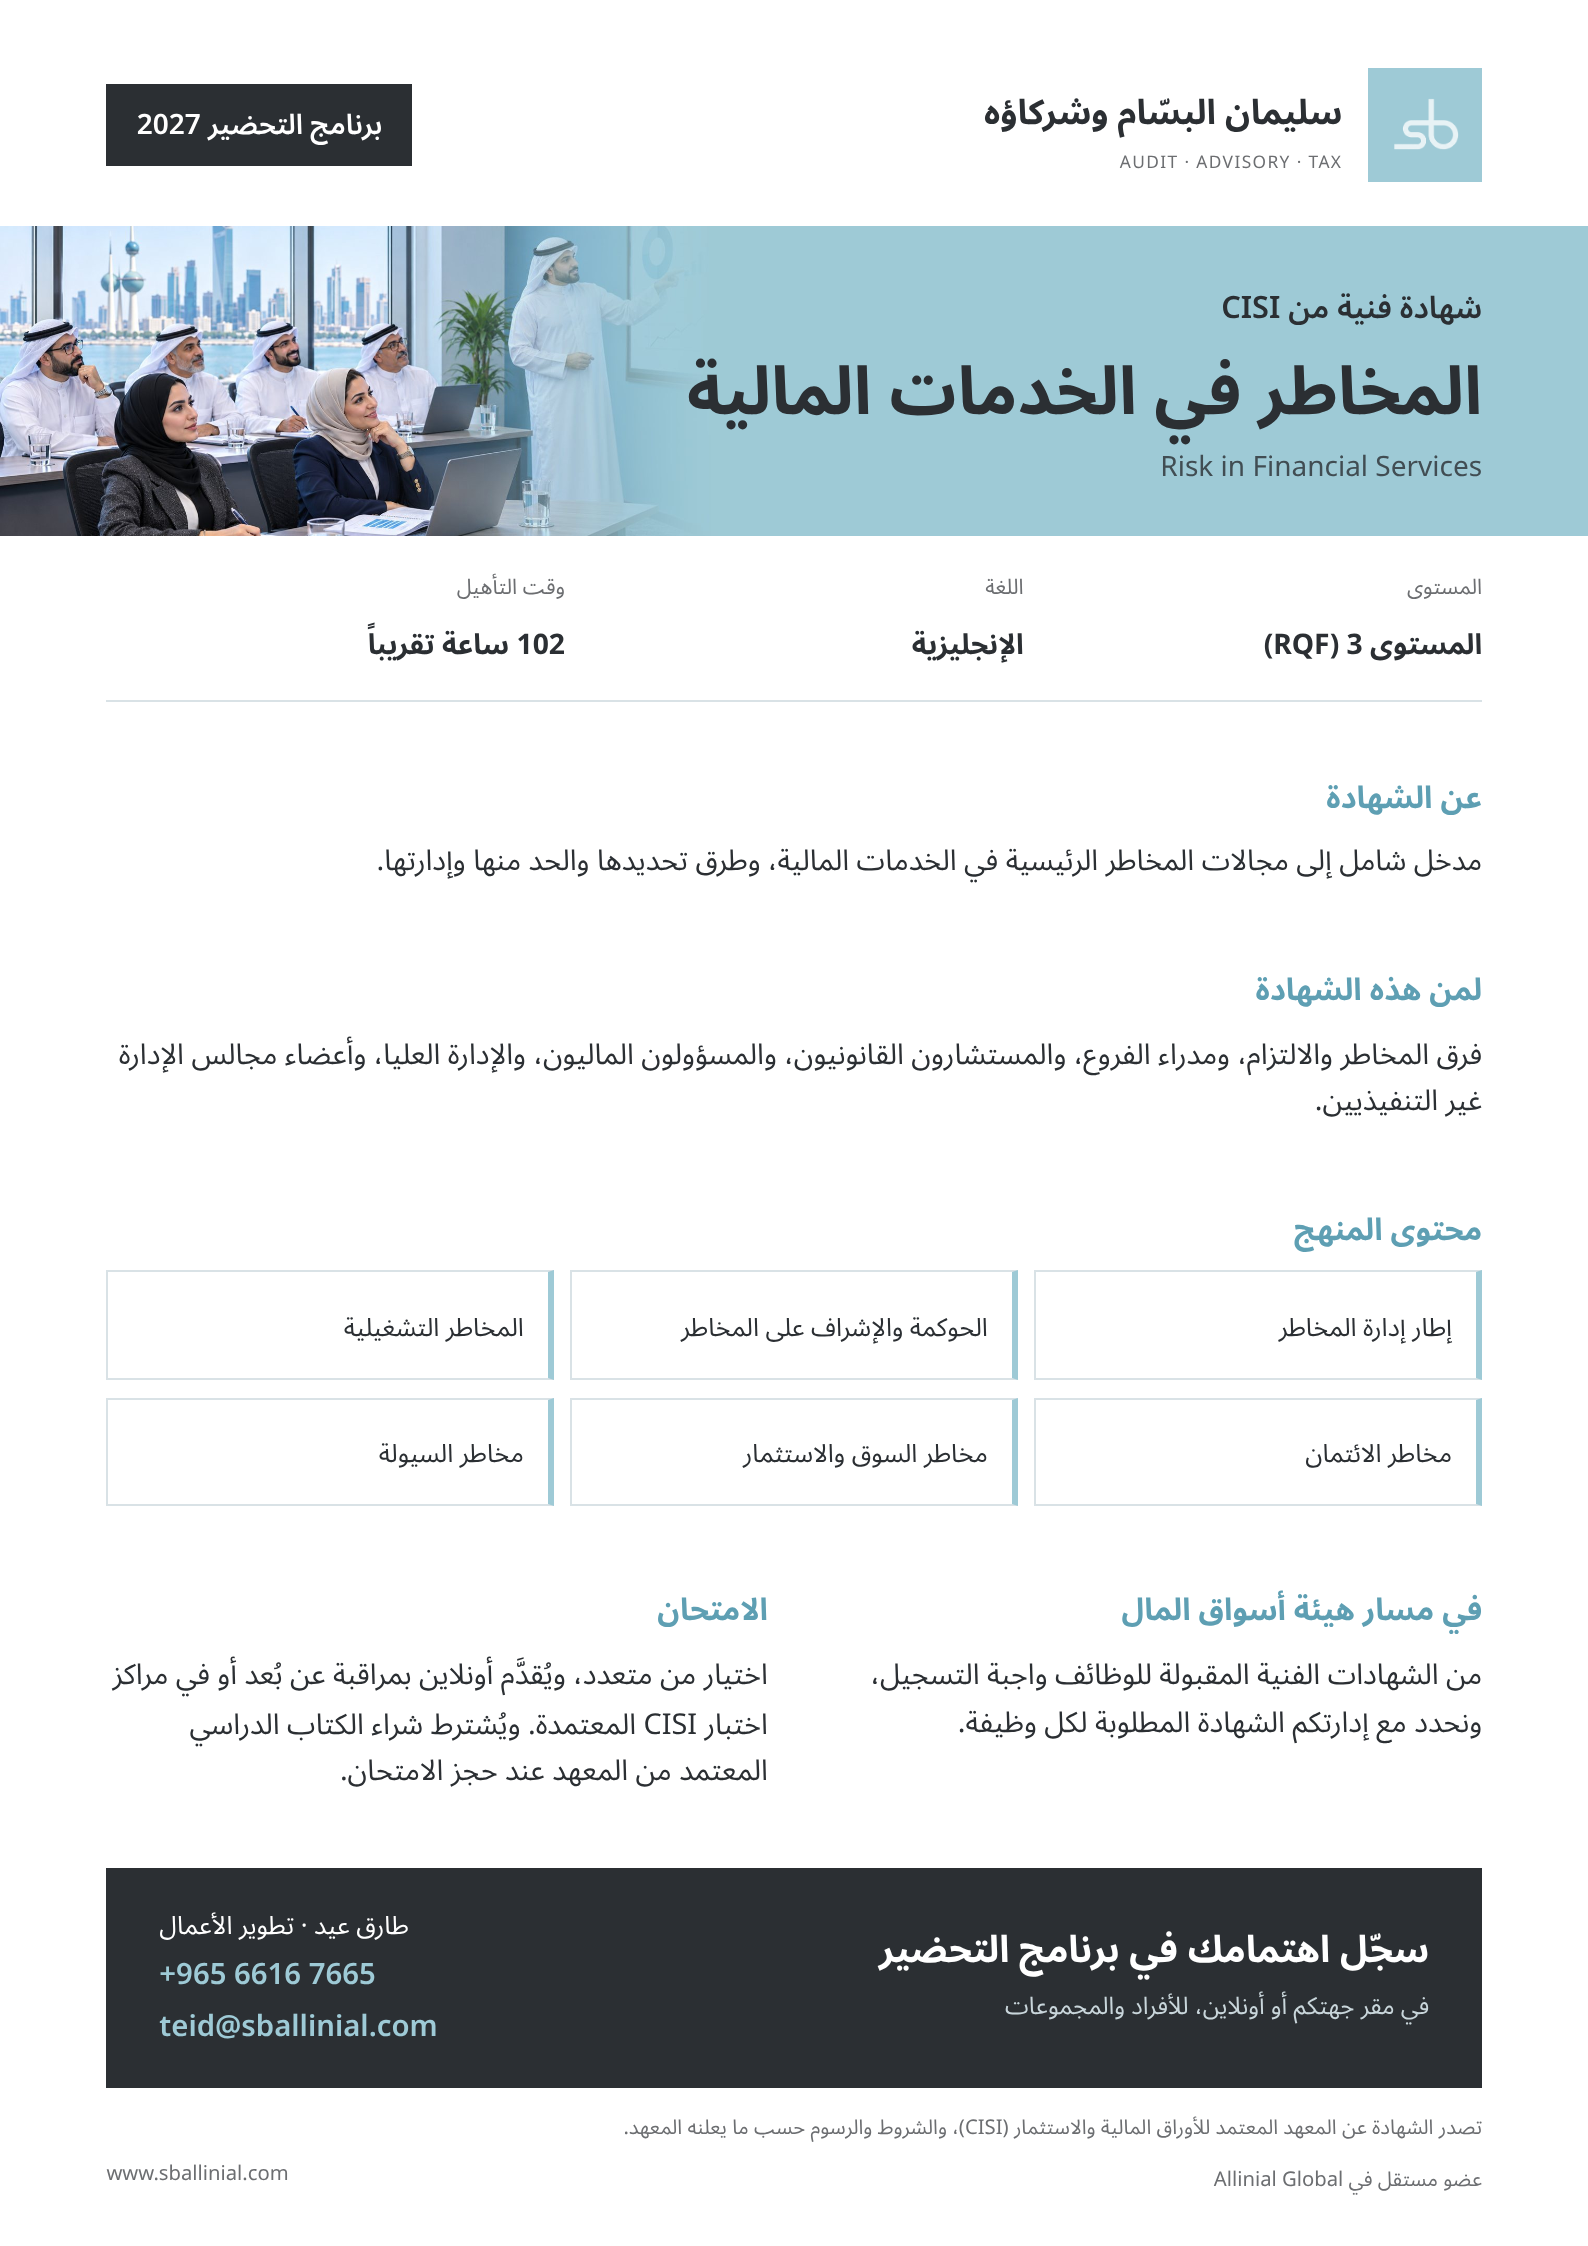 sb
سليمان البسّام وشركاؤه
AUDIT · ADVISORY · TAX
برنامج التحضير 2027
شهادة فنية من CISI
المخاطر في الخدمات المالية
Risk in Financial Services
المستوى
المستوى 3 (RQF)
اللغة
الإنجليزية
وقت التأهيل
102 ساعة تقريباً
عن الشهادة
مدخل شامل إلى مجالات المخاطر الرئيسية في الخدمات المالية، وطرق تحديدها والحد منها وإدارتها.
لمن هذه الشهادة
فرق المخاطر والالتزام، ومدراء الفروع، والمستشارون القانونيون، والمسؤولون الماليون، والإدارة العليا، وأعضاء مجالس الإدارة
غير التنفيذيين.
محتوى المنهج
إطار إدارة المخاطر
الحوكمة والإشراف على المخاطر
المخاطر التشغيلية
مخاطر الائتمان
مخاطر السوق والاستثمار
مخاطر السيولة
في مسار هيئة أسواق المال
من الشهادات الفنية المقبولة للوظائف واجبة التسجيل،
ونحدد مع إدارتكم الشهادة المطلوبة لكل وظيفة.
الامتحان
اختيار من متعدد، ويُقدَّم أونلاين بمراقبة عن بُعد أو في مراكز
اختبار CISI المعتمدة. ويُشترط شراء الكتاب الدراسي
المعتمد من المعهد عند حجز الامتحان.
سجّل اهتمامك في برنامج التحضير
في مقر جهتكم أو أونلاين، للأفراد والمجموعات
طارق عيد · تطوير الأعمال
+965 6616 7665
teid@sballinial.com
تصدر الشهادة عن المعهد المعتمد للأوراق المالية والاستثمار (CISI)، والشروط والرسوم حسب ما يعلنه المعهد.
عضو مستقل في Allinial Global
www.sballinial.com